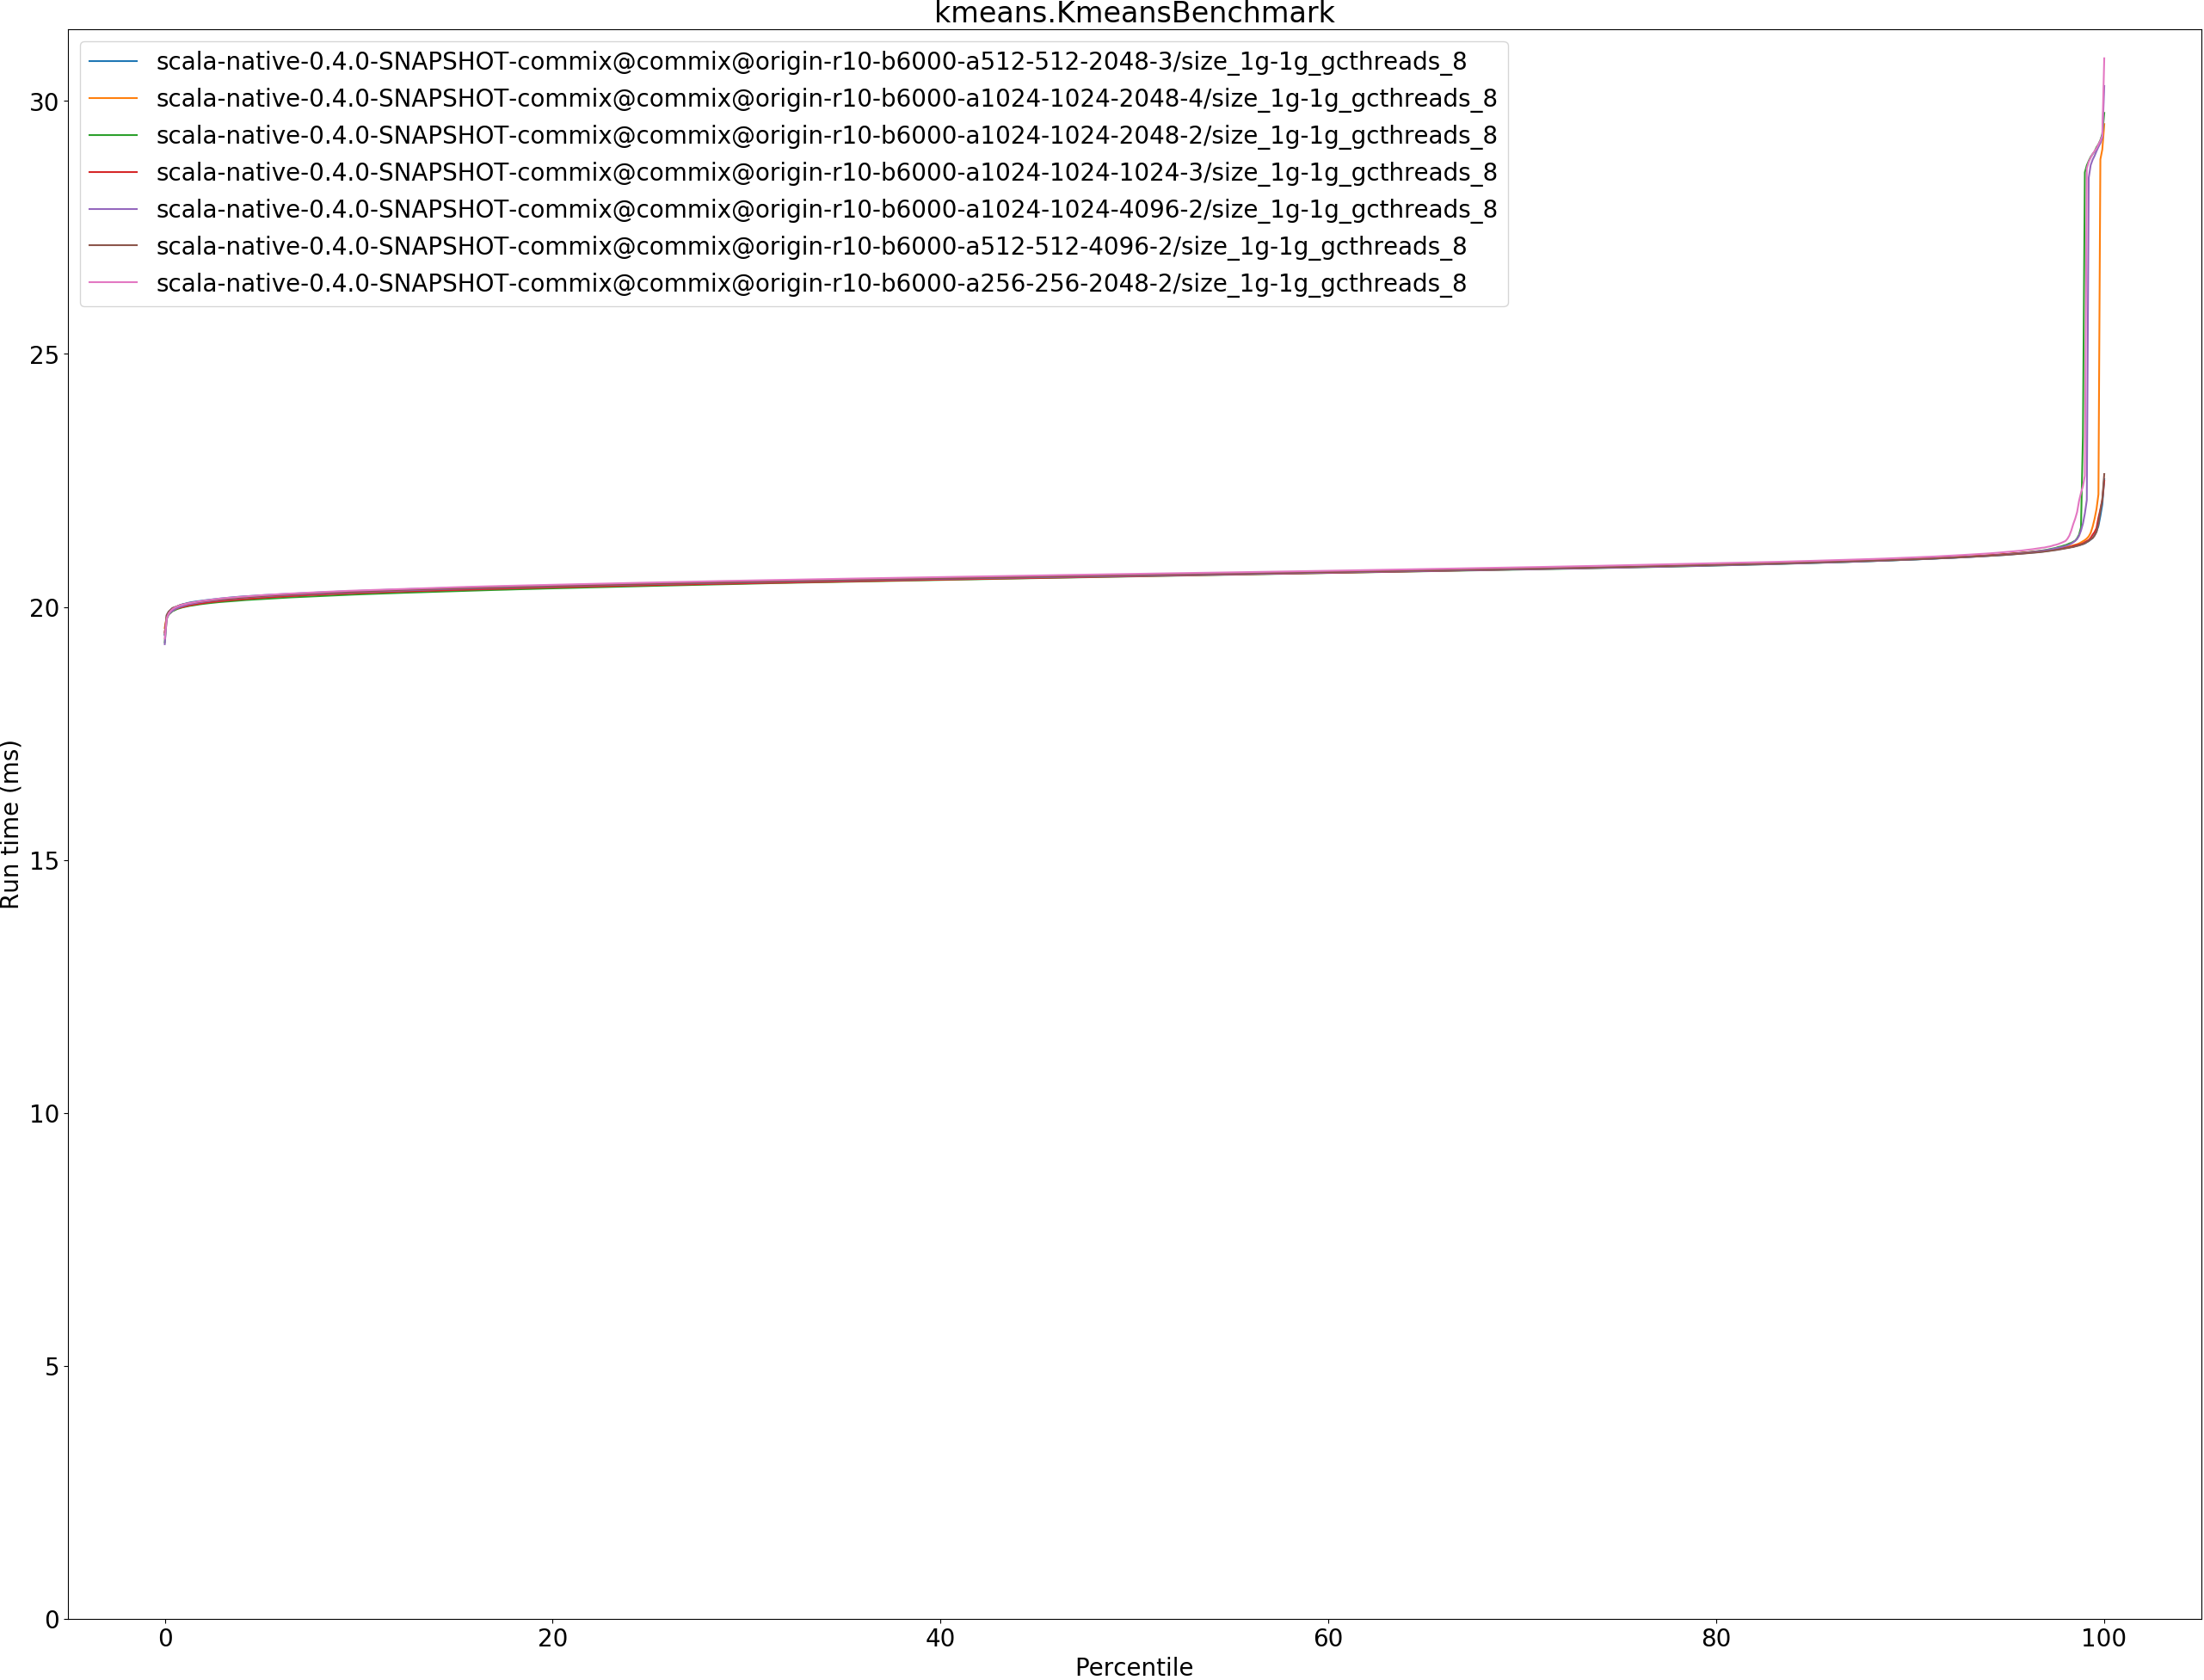 kmeans.KmeansBenchmark
scala-native-0.4.0-SNAPSHOT-commix@commix@origin-r10-b6000-a512-512-2048-3/size_1g-1g_gcthreads_8
scala-native-0.4.0-SNAPSHOT-commix@commix@origin-r10-b6000-a1024-1024-2048-4/size_1g-1g_gcthreads_8
scala-native-0.4.0-SNAPSHOT-commix@commix@origin-r10-b6000-a1024-1024-2048-2/size_1g-1g_gcthreads_8
scala-native-0.4.0-SNAPSHOT-commix@commix@origin-r10-b6000-a1024-1024-1024-3/size_1g-1g_gcthreads_8
scala-native-0.4.0-SNAPSHOT-commix@commix@origin-r10-b6000-a1024-1024-4096-2/size_1g-1g_gcthreads_8
scala-native-0.4.0-SNAPSHOT-commix@commix@origin-r10-b6000-a512-512-4096-2/size_1g-1g_gcthreads_8
scala-native-0.4.0-SNAPSHOT-commix@commix@origin-r10-b6000-a256-256-2048-2/size_1g-1g_gcthreads_8
30
25
20
15
10
5
0
Run time (ms)
0 20 40 60 80 100
Percentile